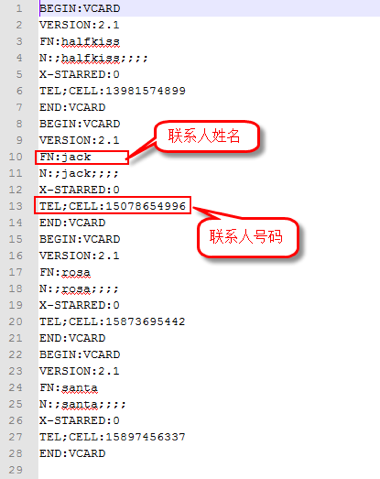 1 BEGIN:VCARD
2 VERSION:2.1
3 FN:halfkiss
4 N:;halfkiss;;;;
5 X-STARRED:0
6 TEL;CELL:13981574899
7 END:VCARD
8 BEGIN:VCARD
9 VERSION:2.1
联系人姓名
10 FN:jack
11 N:;jack;;;;
12 X-STARRED:0
13 TEL;CELL:15078654996
14 END:VCARD
联系人号码
15 BEGIN:VCARD
16 VERSION:2.1
17 FN:rosa
18 N:;rosa;;;;
19 X-STARRED:0
20 TEL;CELL:15873695442
21 END:VCARD
22 BEGIN:VCARD
23 VERSION:2.1
24 FN:santa
25 N:;santa;;;;
26 X-STARRED:0
27 TEL;CELL:15897456337
28 END:VCARD
29